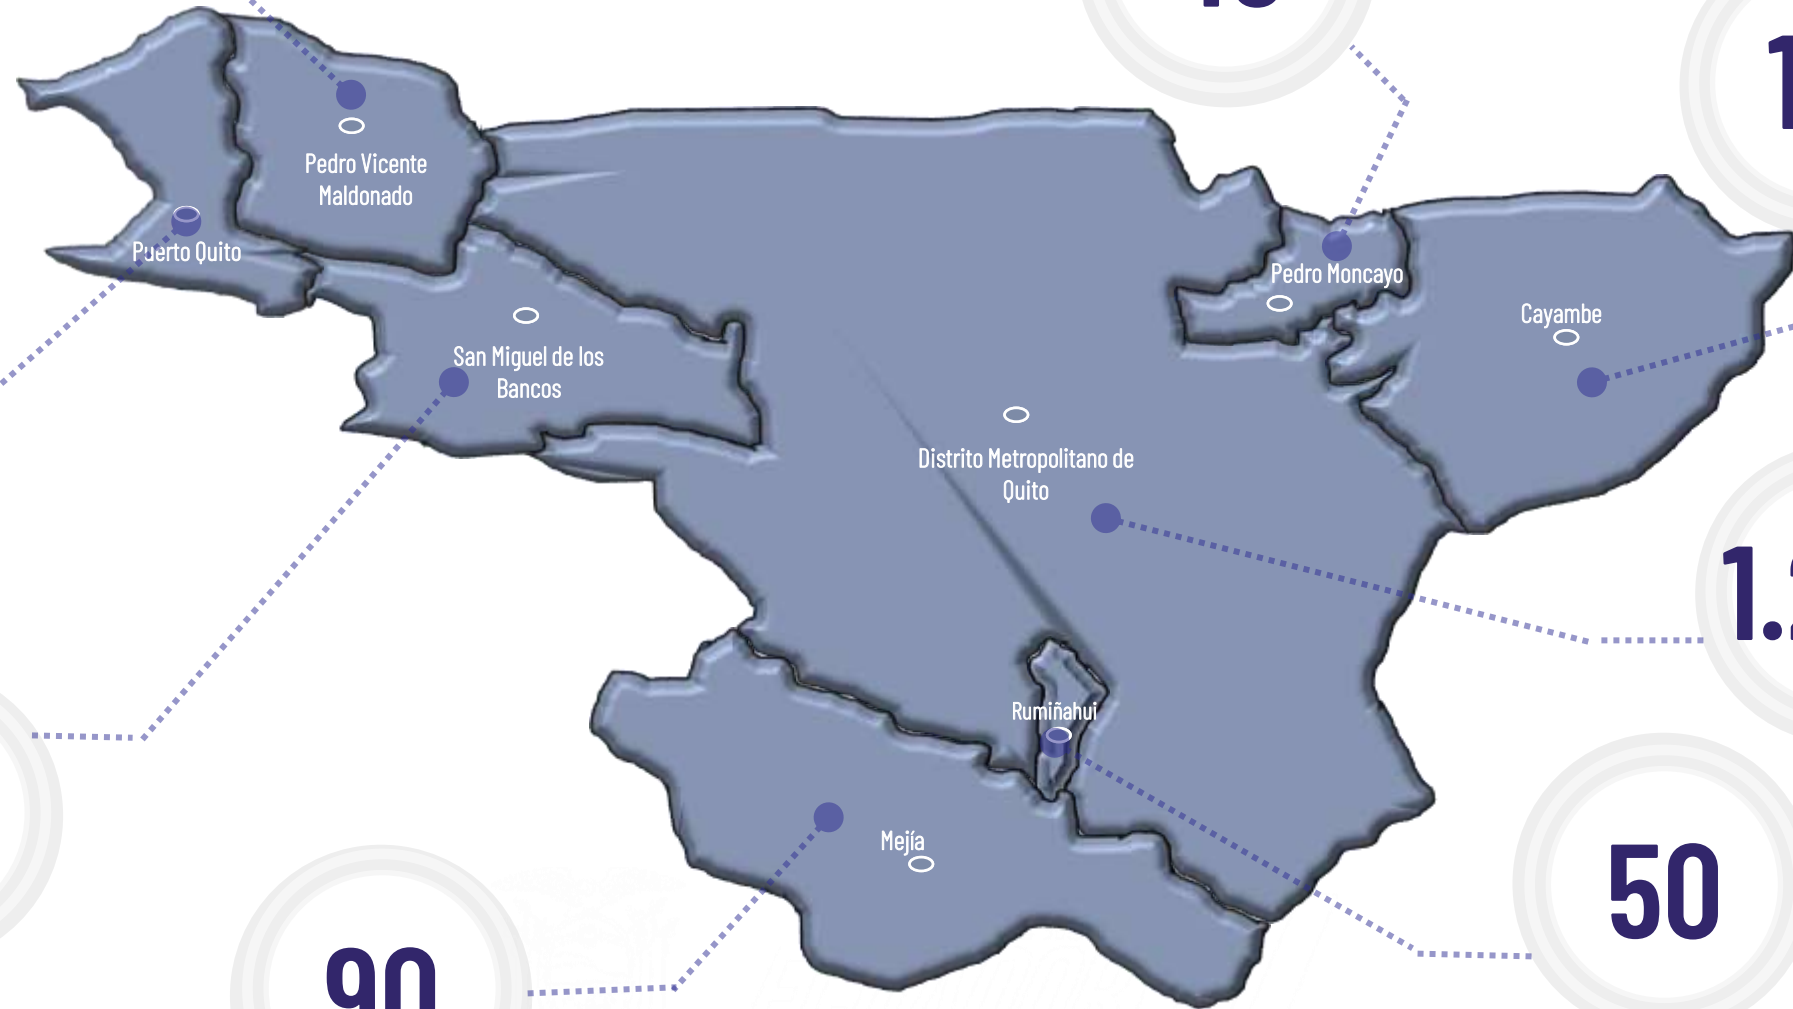 Pedro Vicente
Maldonado
Puerto Quito
Pedro Moncayo
Cayambe
San Miguel de los
Bancos
Distrito Metropolitano de
Quito
Rumiñahui
Mejía
50
90